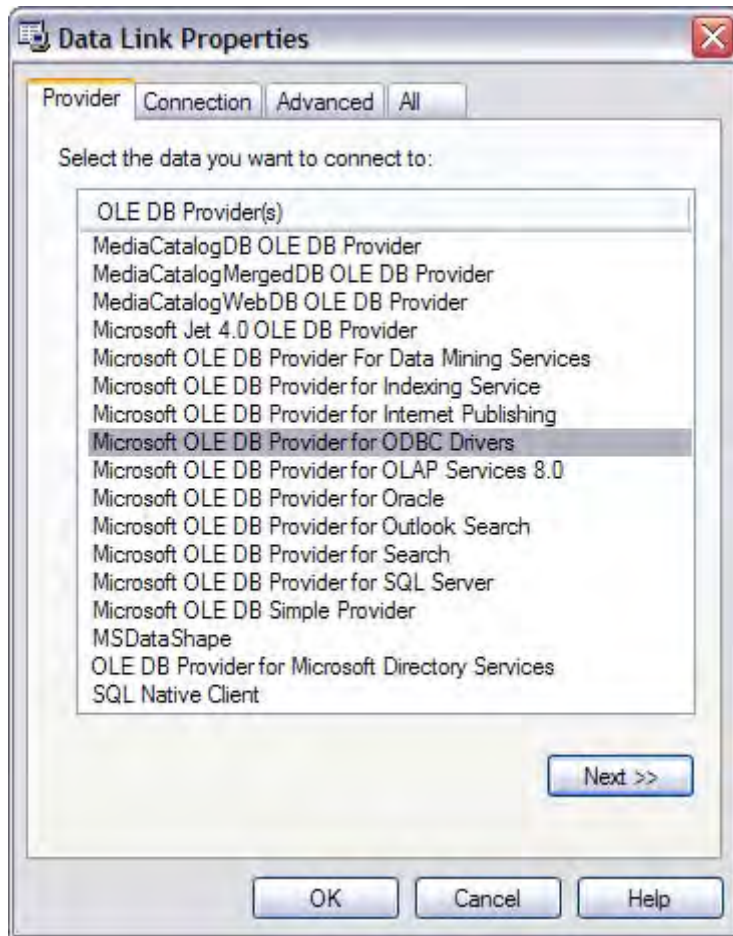 Data Link Properties
Provider Connection Advanced All
Select the data you want to connect to:
OLE DB Provider(s)
MediaCatalogDB OLE DB Provider
MediaCatalogMergedDB OLE DB Provider
MediaCatalogWebDB OLE DB Provider
Microsoft Jet 4.0 OLE DB Provider
Microsoft OLE DB Provider For Data Mining Services
Microsoft OLE DB Provider for Indexing Service
Microsoft OLE DB Provider for Internet Publishing
Microsoft OLE DB Provider for ODBC Drivers
Microsoft OLE DB Provider for OLAP Services 8.0
Microsoft OLE DB Provider for Oracle
Microsoft OLE DB Provider for Outlook Search
Microsoft OLE DB Provider for Search
Microsoft OLE DB Provider for SQL Server
Microsoft OLE DB Simple Provider
MSDataShape
OLE DB Provider for Microsoft Directory Services
SQL Native Client
Next >>
OK Cancel Help